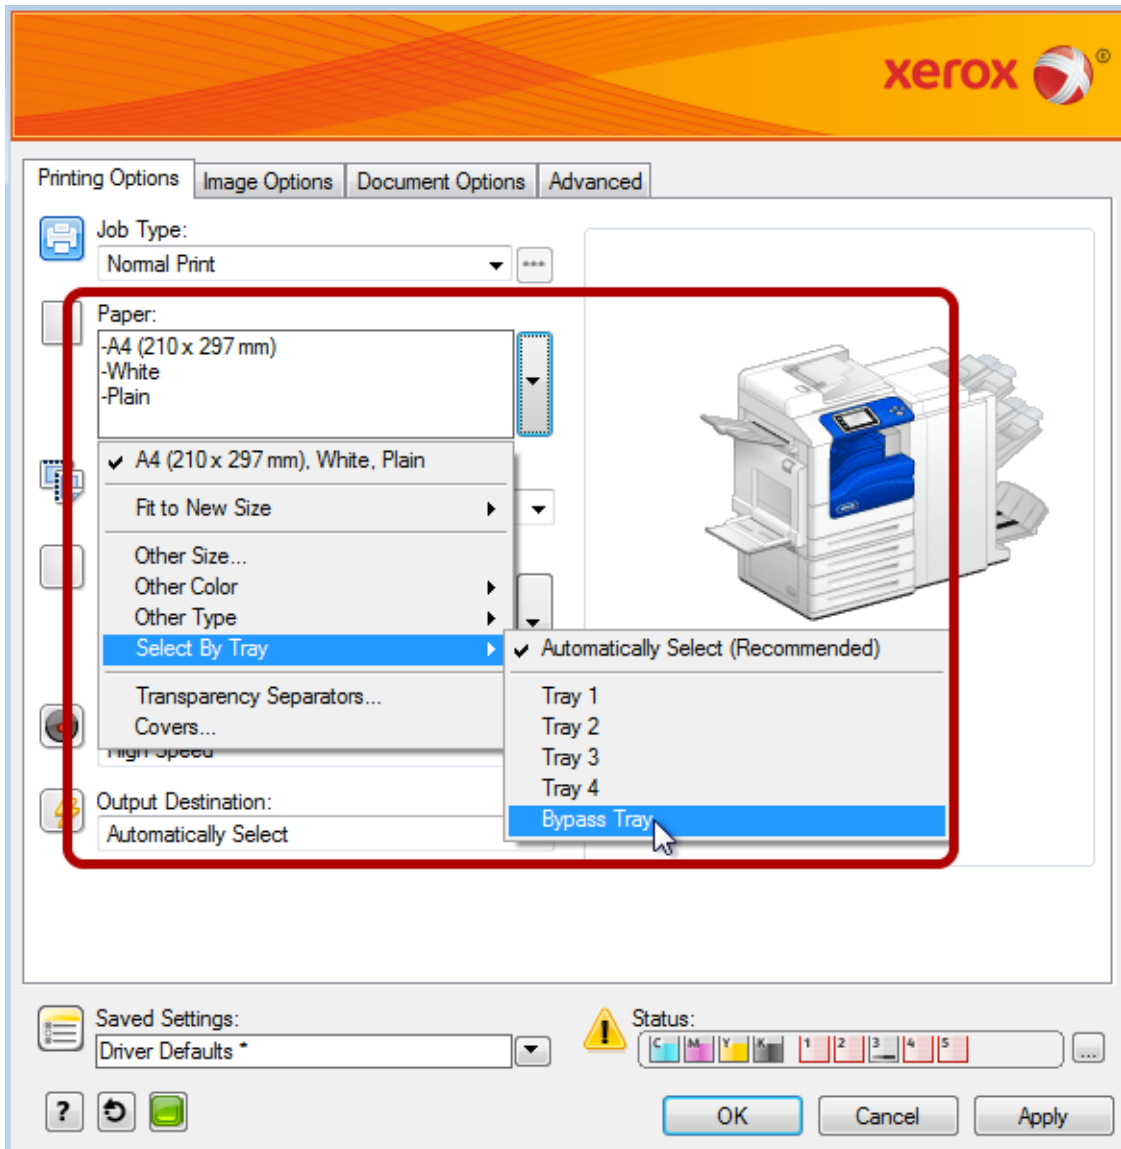 xerox ®
Printing Options Image Options Document Options Advanced
Job Type:
Normal Print
Paper:
-A4 (210 x 297 mm)
-White
-Plain
A4 (210 x 297 mm), White, Plain
Fit to New Size
Other Size...
Other Color
Other Type
Select By Tray
Transparency Separators...
Covers...
Automatically Select (Recommended)
Tray 1
Tray 2
Tray 3
Tray 4
Bypass Tray
High Speed
Output Destination:
Automatically Select
Saved Settings:
Driver Defaults *
Status:
C M Y K 1 2 3 4 5
...
?
OK Cancel Apply